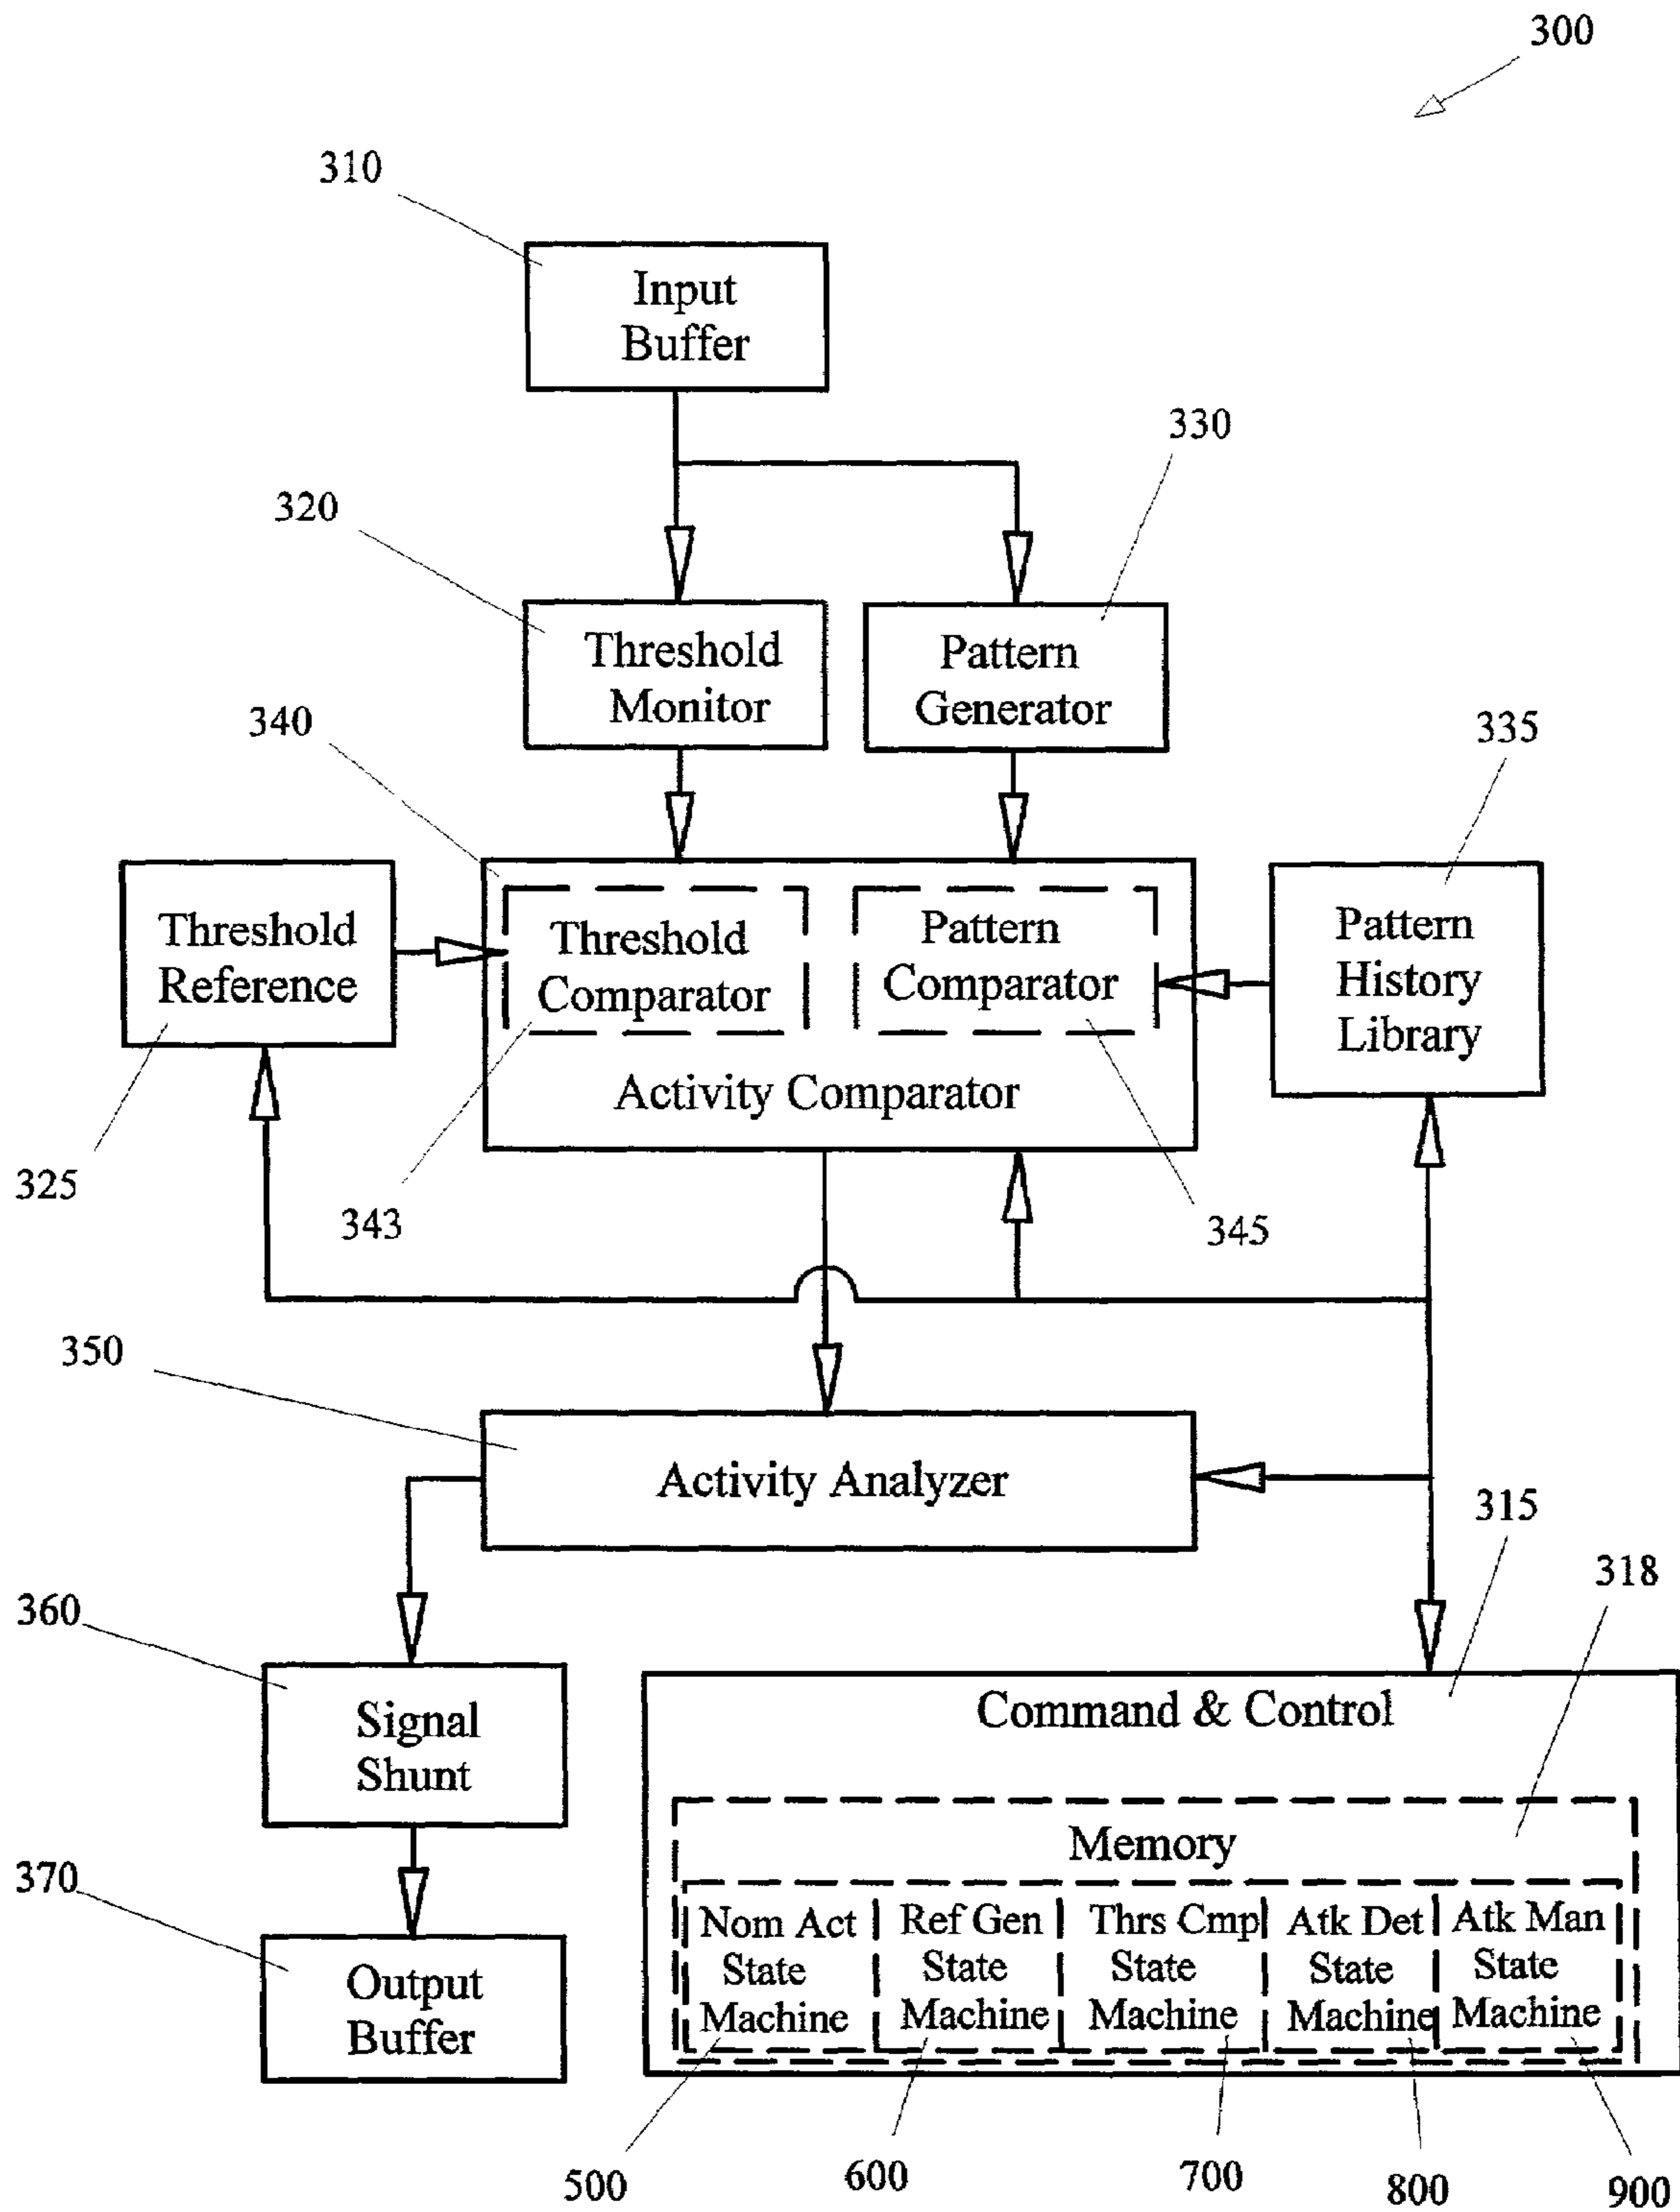 300
310
Input
Buffer
330
320
Threshold
Monitor
Pattern
Generator
340
335
Threshold
Reference
Threshold
Comparator
Pattern
Comparator
Pattern
History
Library
Activity Comparator
325
343
345
350
Activity Analyzer
315
318
360
Signal
Shunt
Command & Control
Memory
370
Output
Buffer
Nom Act
State
Machine
Ref Gen
State
Machine
Thrs Cmp
State
Machine
Atk Det
State
Machine
Atk Man
State
Machine
500
600
700
800
900